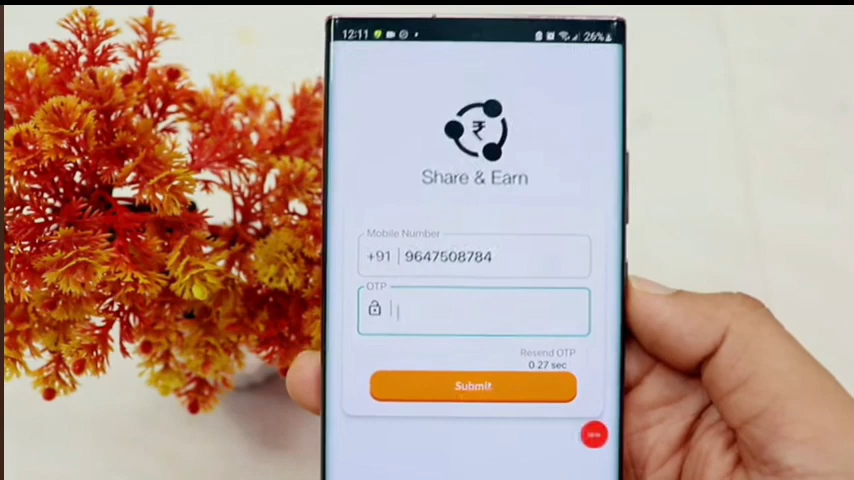 12:11
26%
₹
Share & Earn
Mobile Number
+91 9647508784
OTP
Resend OTP
0.27 sec
Submit